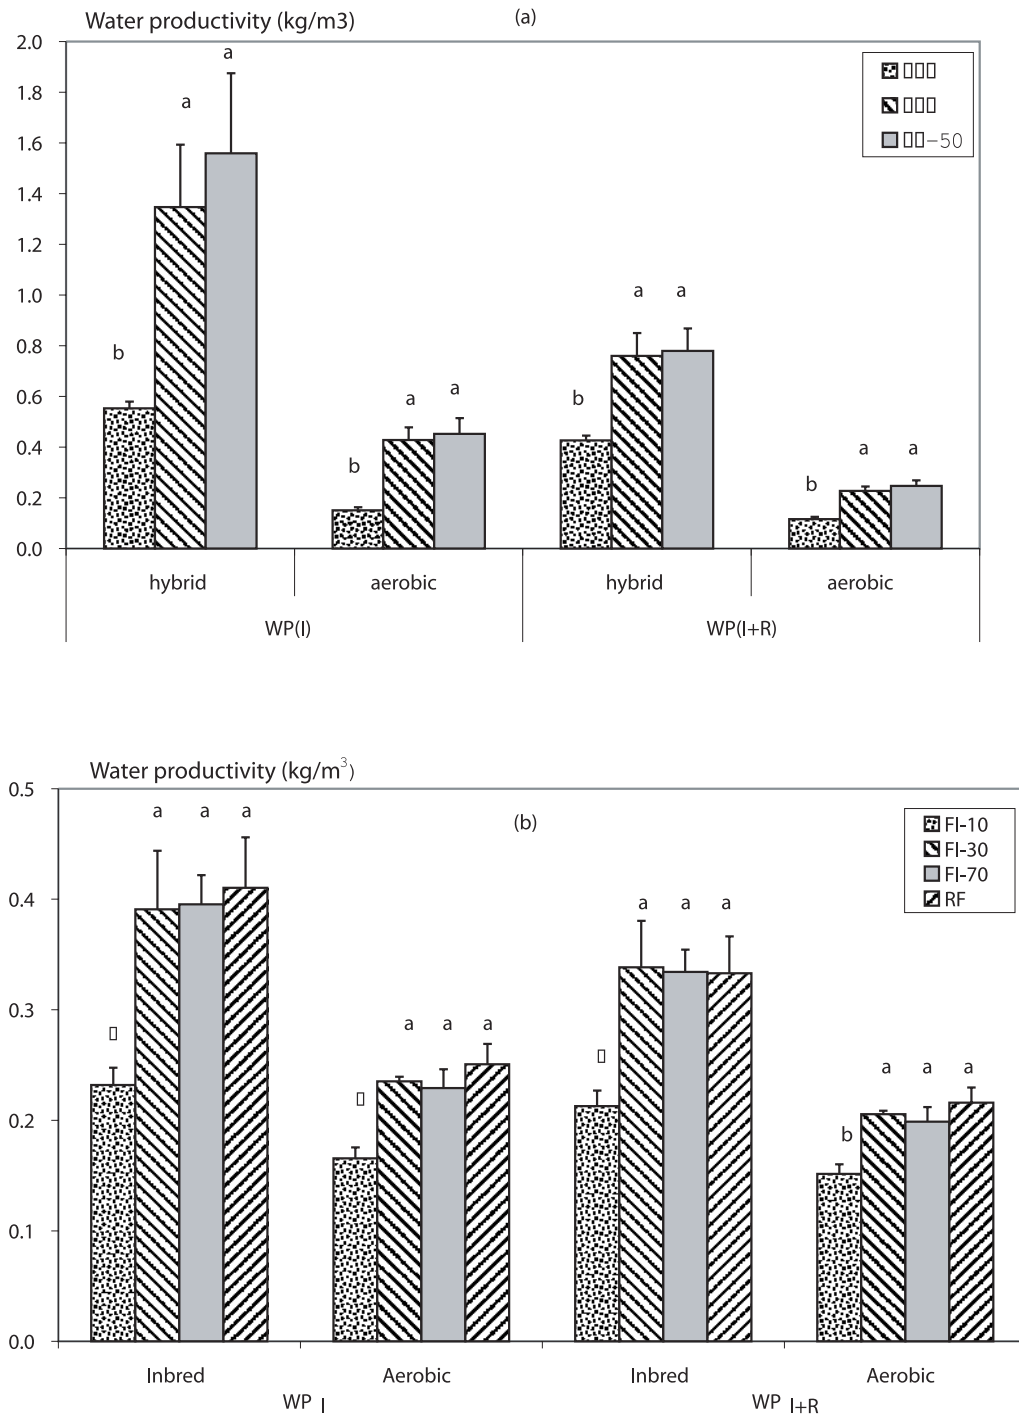 Water productivity (kg/m3)
(a)
2.0
1.8
1.6
1.4
1.2
1.0
0.8
0.6
0.4
0.2
0.0
-50
b
a
a
b
a
a
b
a
a
b
a
a
hybrid
aerobic
hybrid
aerobic
WP(I)
WP(I+R)
Water productivity (kg/m³)
(b)
0.5
0.4
0.3
0.2
0.1
0.0
FI-10
FI-30
FI-70
RF
a
a
a
a
a
a
a
a
a
b
a
a
a
Inbred
Aerobic
Inbred
Aerobic
WP I
WP I+R